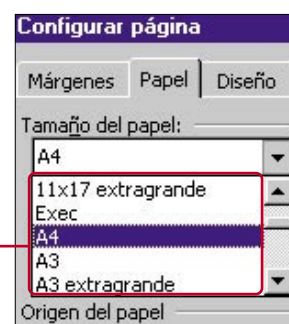 Configurar página
Márgenes Papel Diseño
Tamaño del papel:
A4
11x17 extragrande
Exec
A4
A3
A3 extragrande
Origen del papel